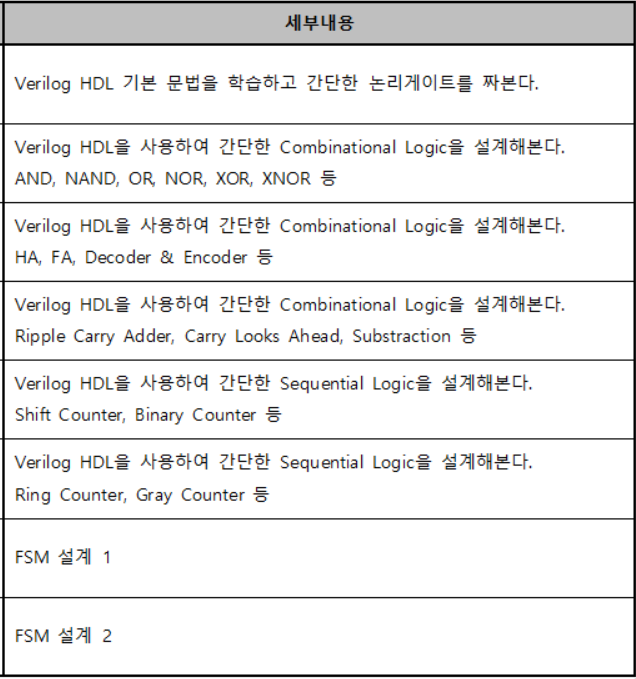 세부내용
Verilog HDL 기본 문법을 학습하고 간단한 논리게이트를 짜본다.
Verilog HDL을 사용하여 간단한 Combinational Logic을 설계해본다.
AND, NAND, OR, NOR, XOR, XNOR 등
Verilog HDL을 사용하여 간단한 Combinational Logic을 설계해본다.
HA, FA, Decoder & Encoder 등
Verilog HDL을 사용하여 간단한 Combinational Logic을 설계해본다.
Ripple Carry Adder, Carry Looks Ahead, Substraction 등
Verilog HDL을 사용하여 간단한 Sequential Logic을 설계해본다.
Shift Counter, Binary Counter 등
Verilog HDL을 사용하여 간단한 Sequential Logic을 설계해본다.
Ring Counter, Gray Counter 등
FSM 설계 1
FSM 설계 2